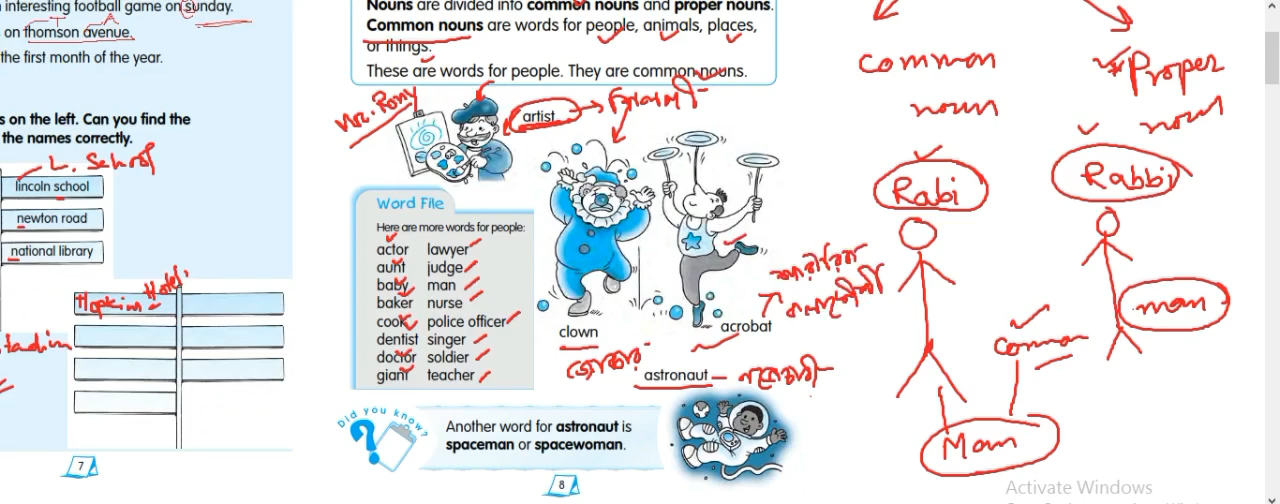 interesting football game on sunday.
on thomson avenue.
the first month of the year.
s on the left. Can you find the
the names correctly.
L. School
lincoln school
newton road
national library
Hopkin Hotel
7
Nouns are divided into common nouns and proper nouns.
Common nouns are words for people, animals, places,
or things.
These are words for people. They are common nouns.
Mr. Rony
artist
Word File
Here are more words for people:
actor lawyer
aunt judge
baby man
baker nurse
cook police officer
dentist singer
doctor soldier
giant teacher
clown
acrobat
astronaut
Did you know?
Another word for astronaut is
spaceman or spacewoman.
8
common
noun
Proper
noun
Rabi
Rabbi
man
common
Man
Activate Windows